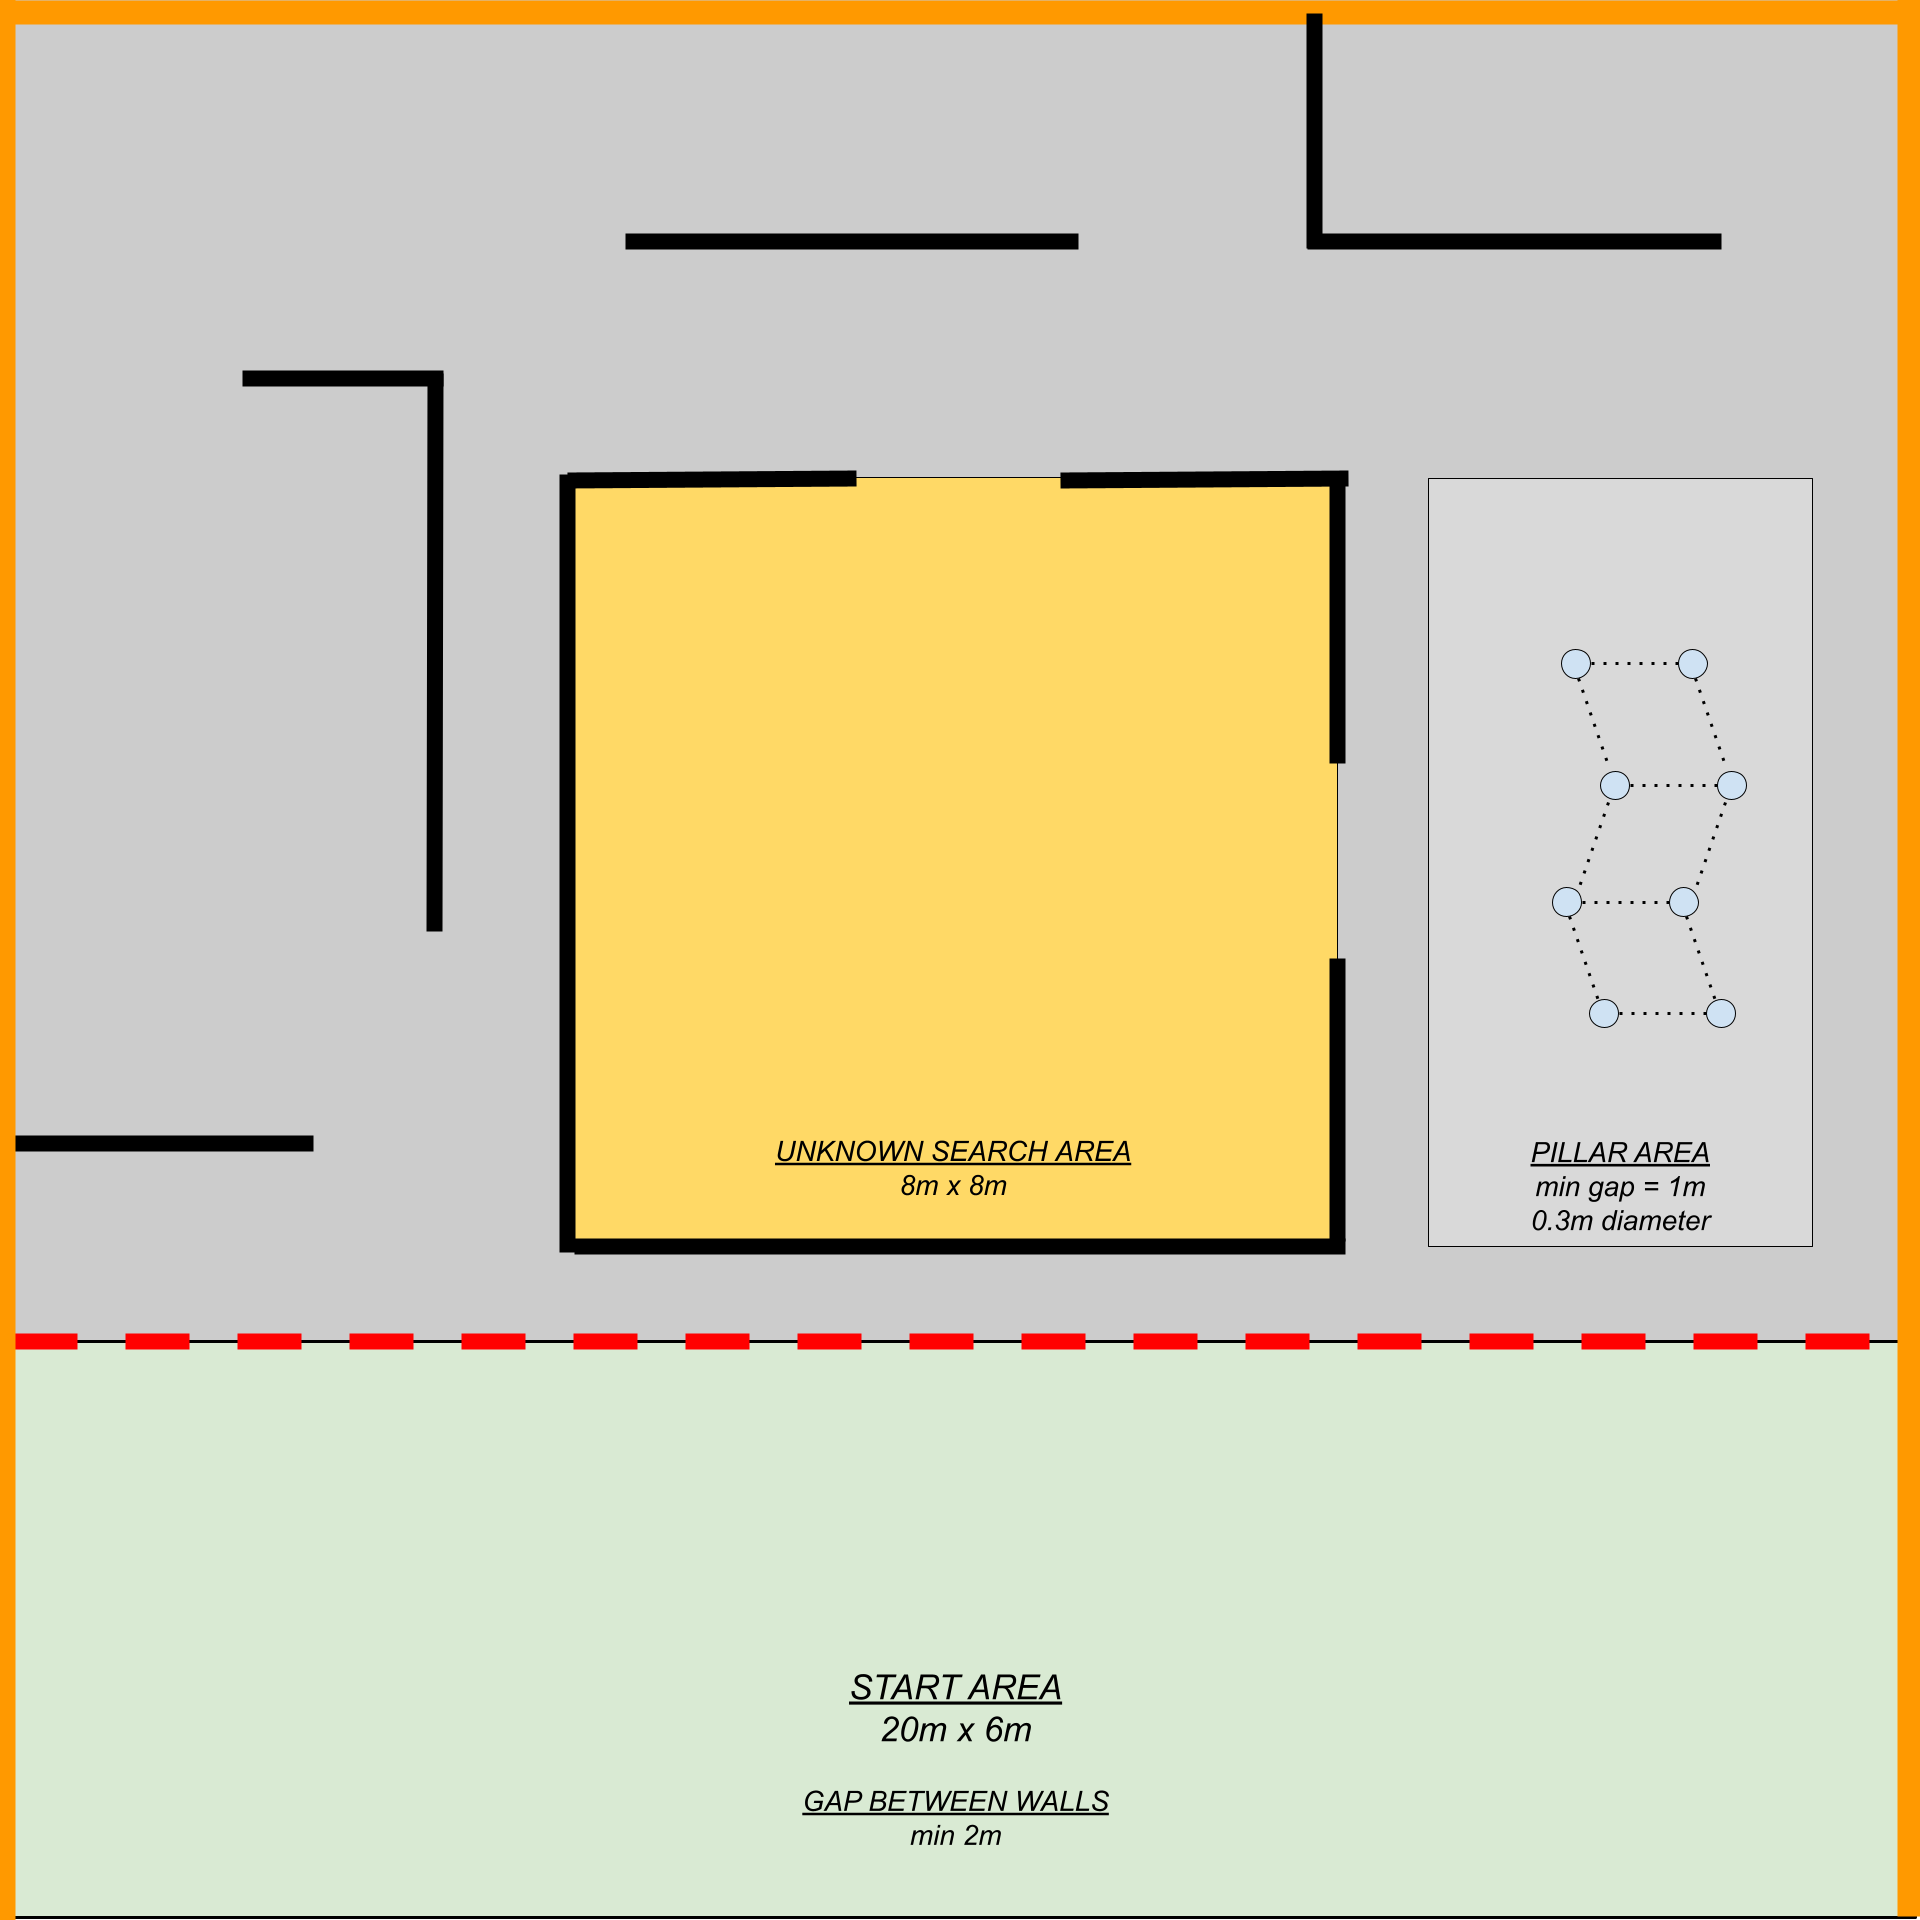 UNKNOWN SEARCH AREA
8m x 8m
PILLAR AREA
min gap = 1m
0.3m diameter
START AREA
20m x 6m
GAP BETWEEN WALLS
min 2m